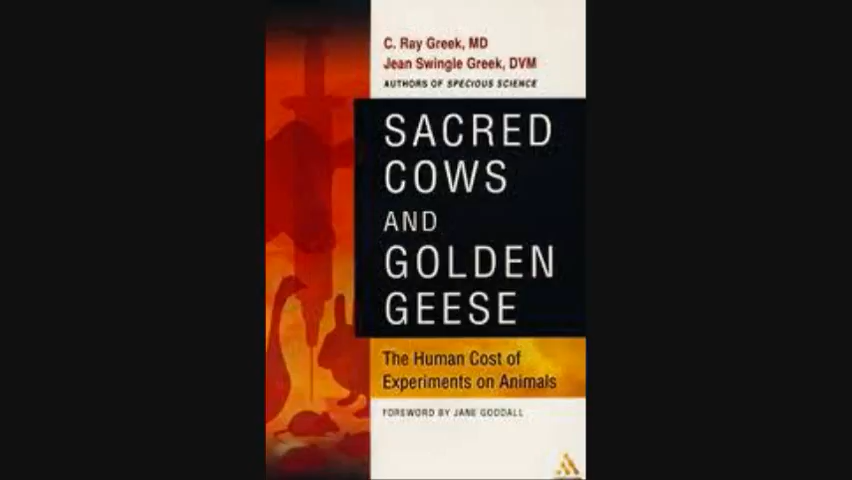 C. Ray Greek, MD
Jean Swingle Greek, DVM
AUTHORS OF SPECIOUS SCIENCE
SACRED
COWS
AND
GOLDEN
GEESE
The Human Cost of
Experiments on Animals
FOREWORD BY JANE GOODALL